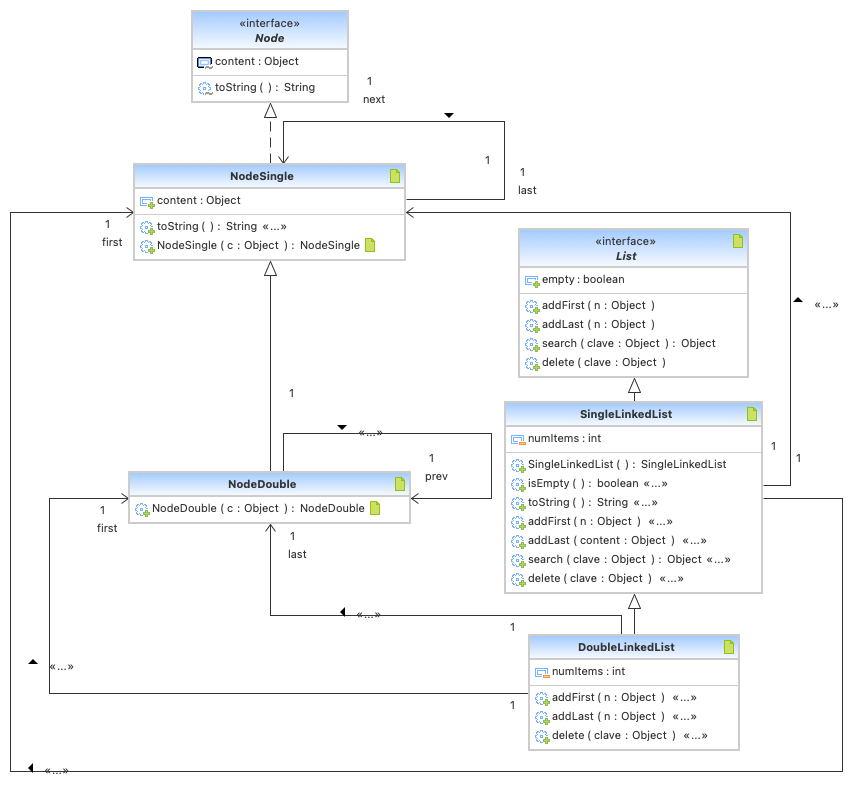 «interface»
Node
content : Object
toString ( ) : String
1
next
1
1
last
NodeSingle
content : Object
toString ( ) : String «...»
NodeSingle ( c : Object ) : NodeSingle
1
first
«interface»
List
empty : boolean
addFirst ( n : Object )
addLast ( n : Object )
search ( clave : Object ) : Object
delete ( clave : Object )
«...»
1
SingleLinkedList
numItems : int
SingleLinkedList ( ) : SingleLinkedList
isEmpty ( ) : boolean «...»
toString ( ) : String «...»
addFirst ( n : Object ) «...»
addLast ( content : Object ) «...»
search ( clave : Object ) : Object «...»
delete ( clave : Object ) «...»
1
1
«...»
1
prev
NodeDouble
NodeDouble ( c : Object ) : NodeDouble
1
first
1
last
«...»
1
DoubleLinkedList
numItems : int
addFirst ( n : Object ) «...»
addLast ( n : Object ) «...»
delete ( clave : Object ) «...»
«...»
1
«...»